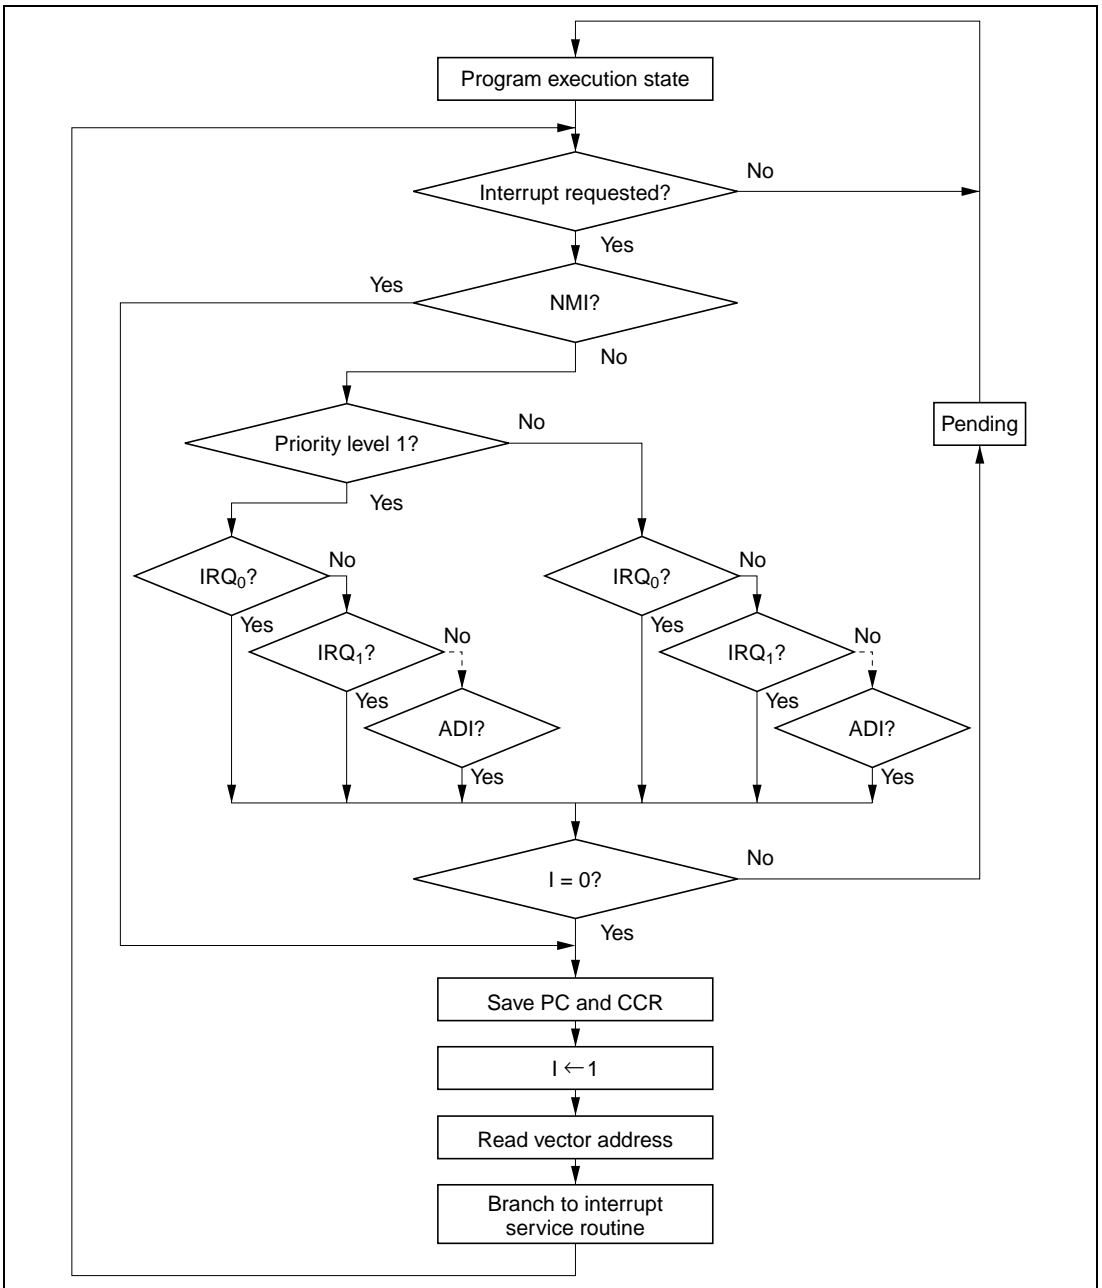 Program execution state
Interrupt requested?
No
Yes
NMI?
Yes
No
Priority level 1?
No
Yes
Pending
IRQ0?
No
Yes
IRQ1?
No
Yes
ADI?
Yes
IRQ0?
No
Yes
IRQ1?
No
Yes
ADI?
Yes
I = 0?
No
Yes
Save PC and CCR
I ←1
Read vector address
Branch to interrupt
service routine